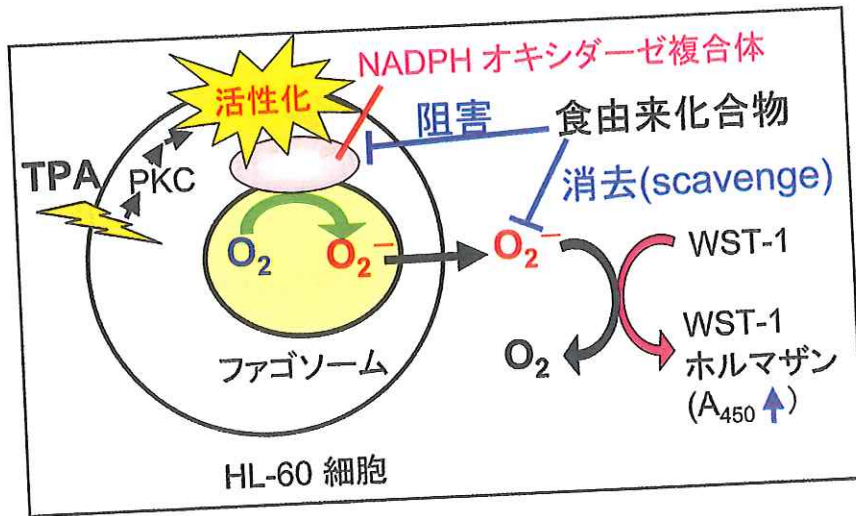 NADPH オキシダーゼ複合体
活性化
阻害
食由来化合物
TPA
PKC
消去(scavenge)
O₂
O₂⁻
O₂⁻
WST-1
O₂
WST-1
ホルマザン
(A₄₅₀ ↑)
ファゴソーム
HL-60 細胞